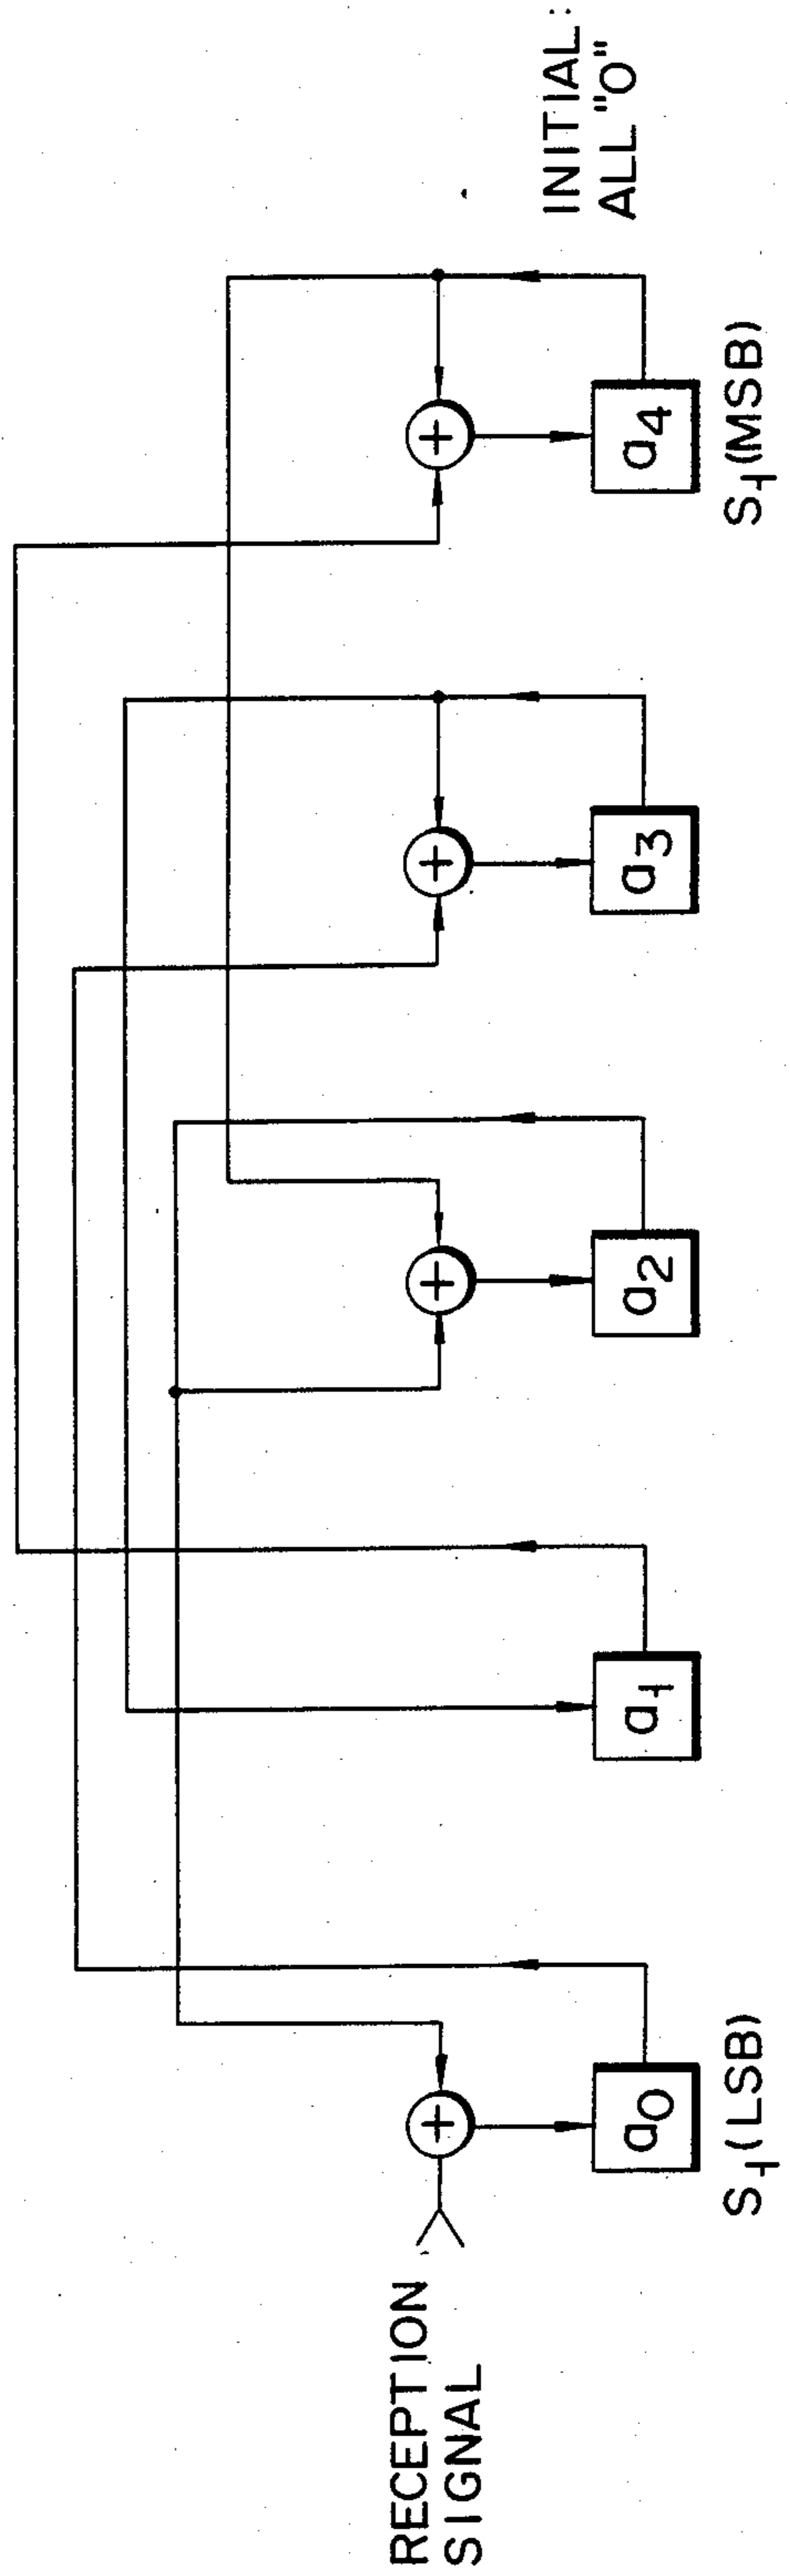 RECEPTION
SIGNAL
+
+
+
+
a0
a1
a2
a3
a4
S1(LSB)
S1(MSB)
INITIAL:
ALL "0"